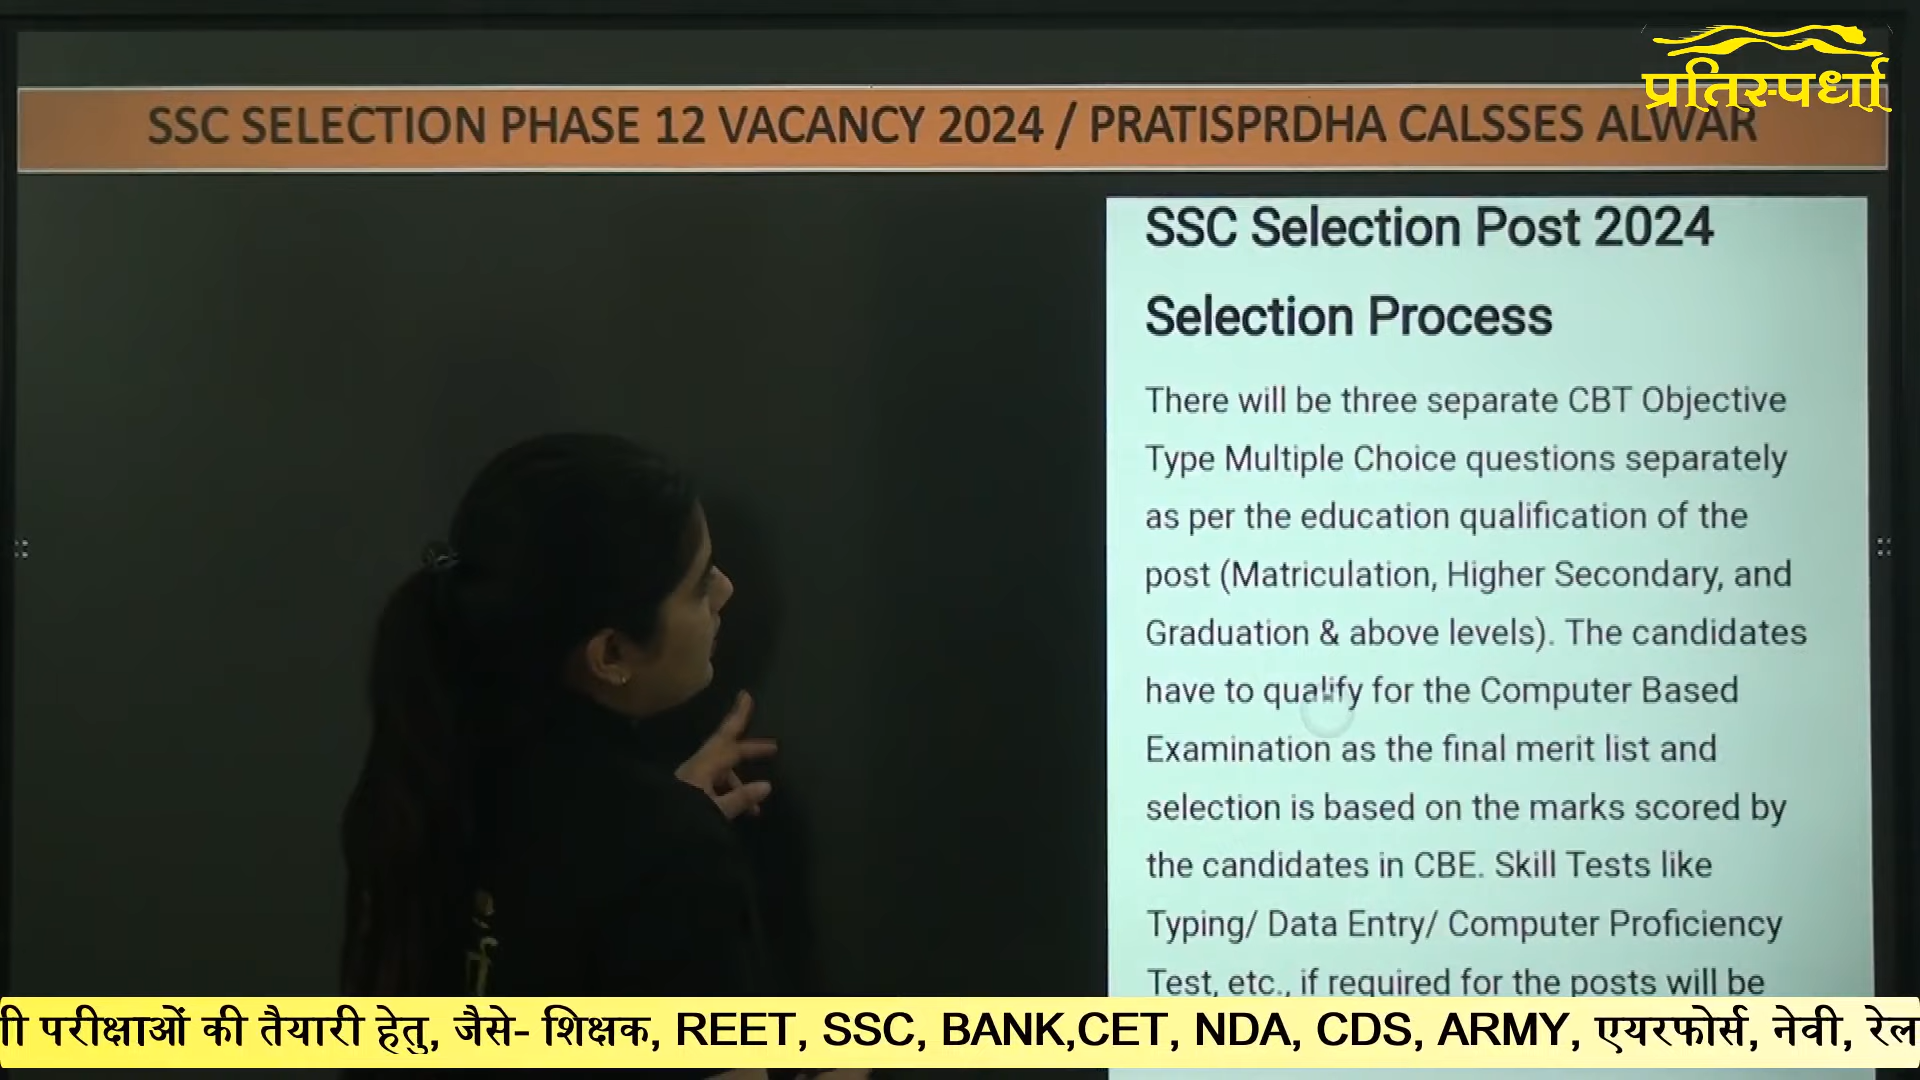 प्रतिस्पर्धा
SSC SELECTION PHASE 12 VACANCY 2024 / PRATISPRDHA CALSSES ALWAR
SSC Selection Post 2024
Selection Process
There will be three separate CBT Objective
Type Multiple Choice questions separately
as per the education qualification of the
post (Matriculation, Higher Secondary, and
Graduation & above levels). The candidates
have to qualify for the Computer Based
Examination as the final merit list and
selection is based on the marks scored by
the candidates in CBE. Skill Tests like
Typing/ Data Entry/ Computer Proficiency
Test, etc., if required for the posts will be
परीक्षाओं की तैयारी हेतु, जैसे- शिक्षक, REET, SSC, BANK,CET, NDA, CDS, ARMY, एयरफोर्स, नेवी, रेल